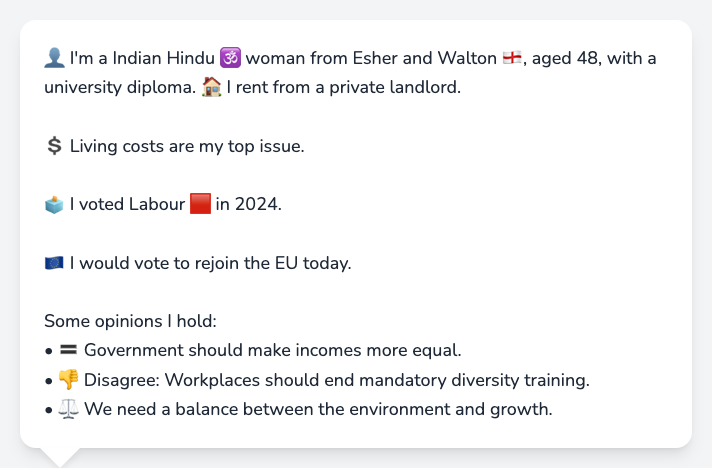 👤 I'm a Indian Hindu 🕉️ woman from Esher and Walton 🏴󠁧󠁢󠁥󠁮󠁧󠁿, aged 48, with a
university diploma. 🏠 I rent from a private landlord.
💲 Living costs are my top issue.
🗳️ I voted Labour 🟥 in 2024.
🇪🇺 I would vote to rejoin the EU today.
Some opinions I hold:
• 🟰 Government should make incomes more equal.
• 👎 Disagree: Workplaces should end mandatory diversity training.
• ⚖️ We need a balance between the environment and growth.